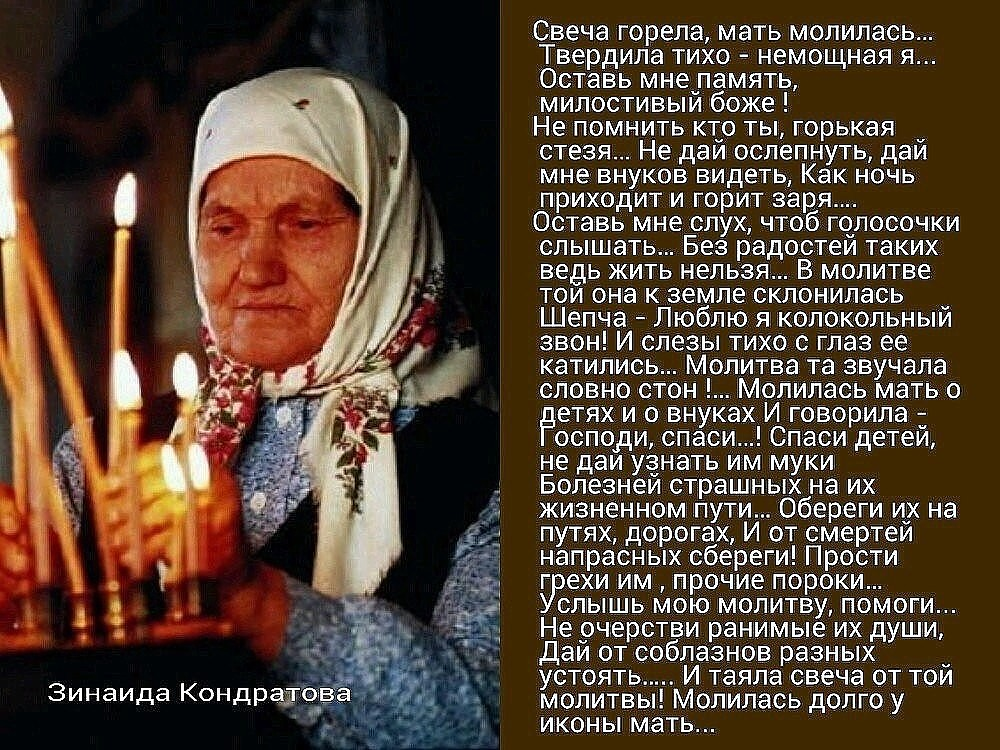 Свеча горела, мать молилась...
Твердила тихо - немощная я...
Оставь мне память,
милостивый боже !
Не помнить кто ты, горькая
стезя... Не дай ослепнуть, дай
мне внуков видеть, Как ночь
приходит и горит заря....
Оставь мне слух, чтоб голосочки
слышать... Без радостей таких
ведь жить нельзя... В молитве
той она к земле склонилась
Шепча - Люблю я колокольный
звон! И слезы тихо с глаз ее
катились... Молитва та звучала
словно стон !... Молилась мать о
детях и о внуках И говорила -
Господи, спаси...! Спаси детей,
не дай узнать им муки
Болезней страшных на их
жизненном пути... Обереги их на
путях, дорогах, И от смертей
напрасных сбереги! Прости
грехи им , прочие пороки...
Услышь мою молитву, помоги...
Не очерстви ранимые их души,
Дай от соблазнов разных
устоять..... И таяла свеча от той
молитвы! Молилась долго у
иконы мать...
Зинаида Кондратова